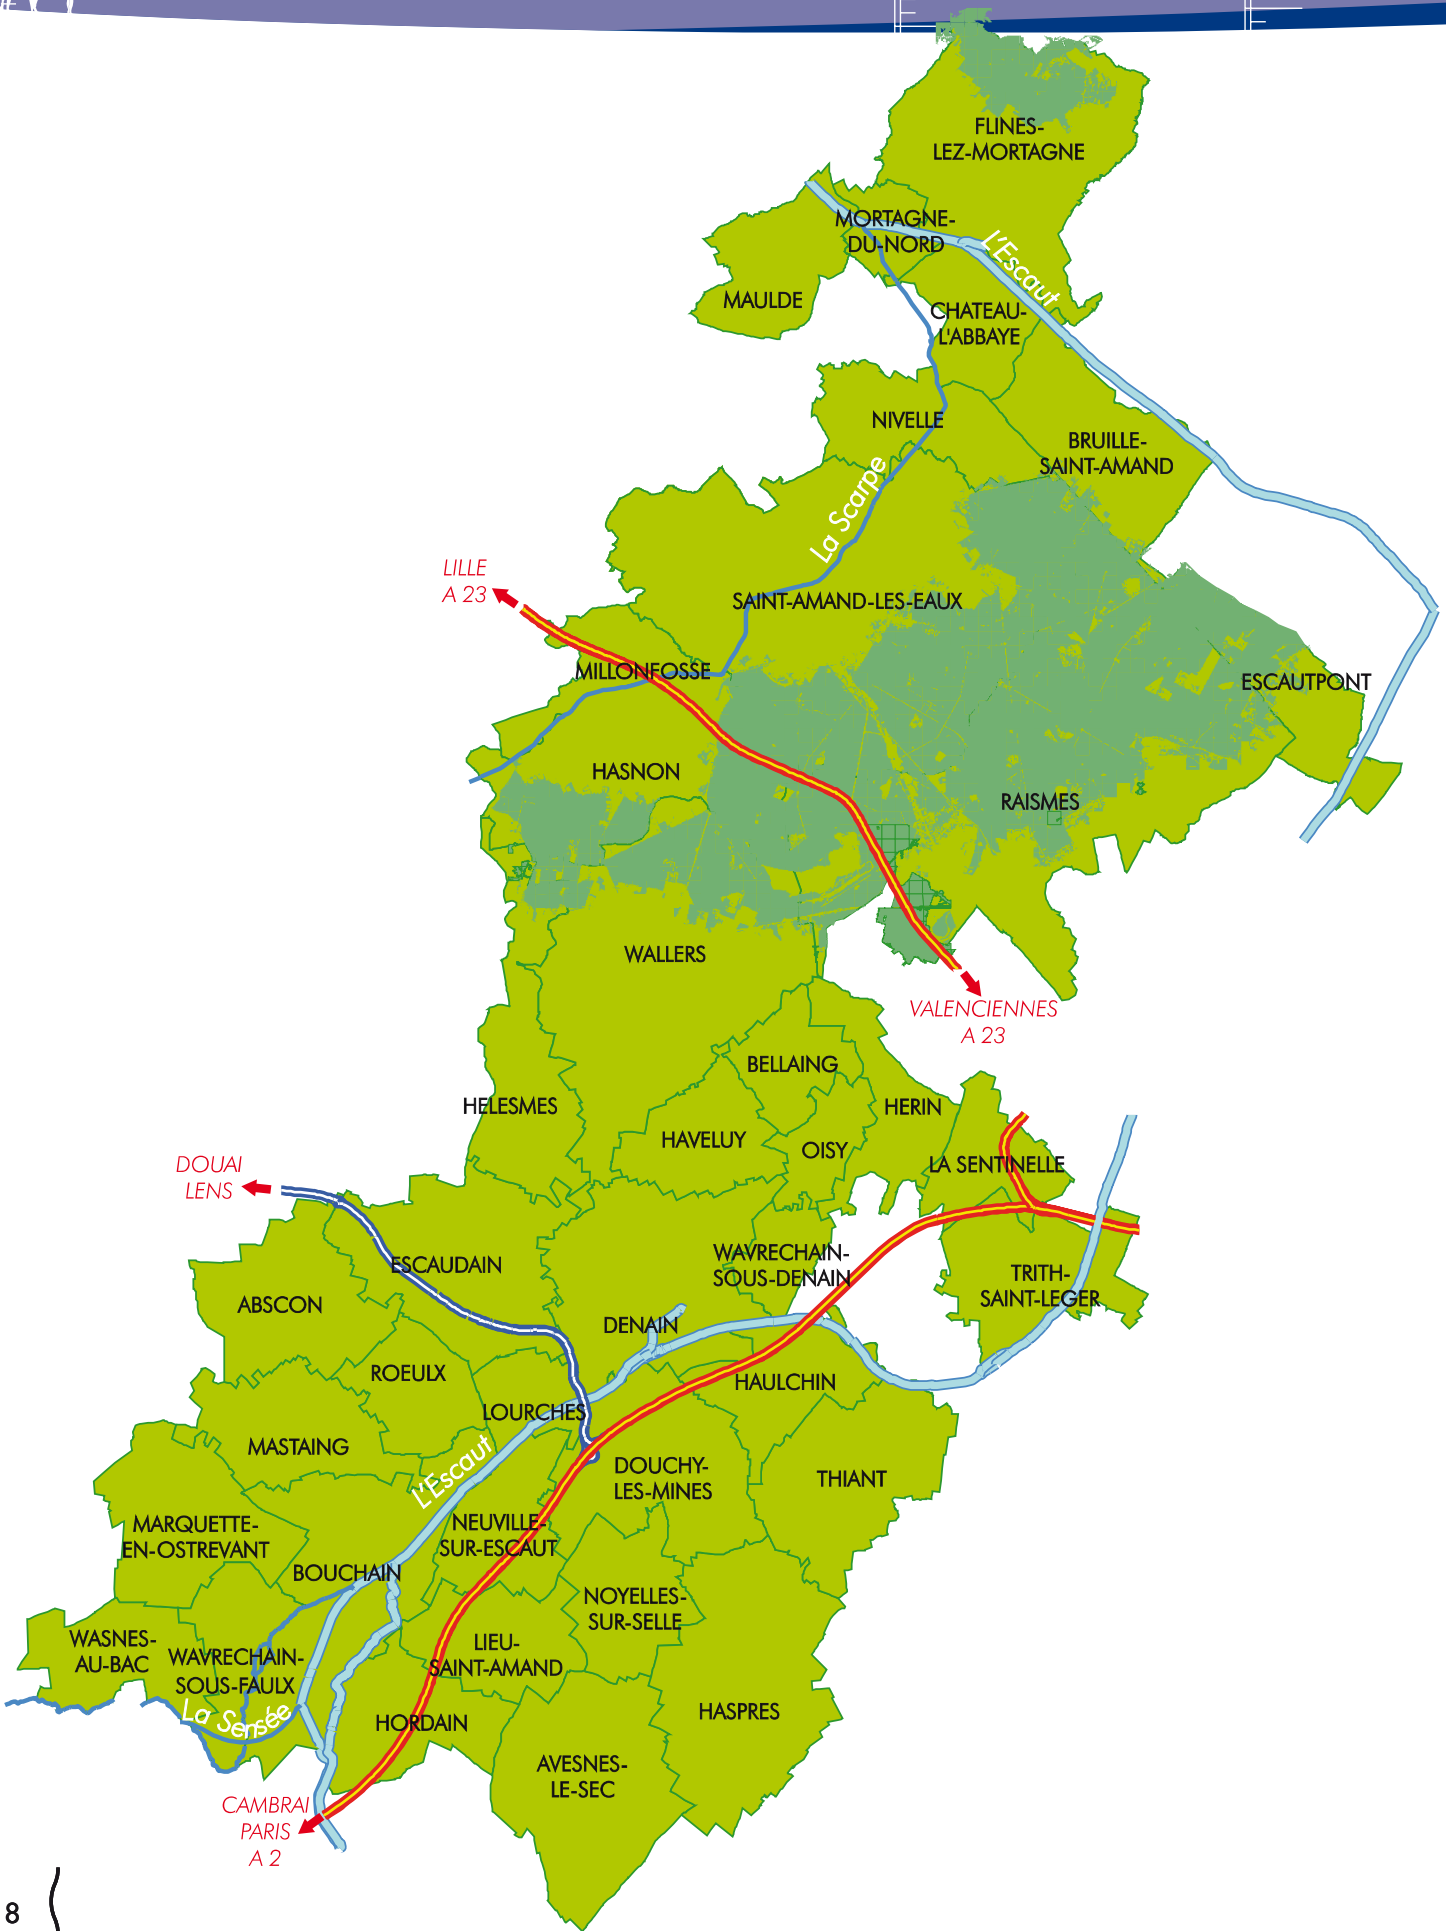 FLINES-
LEZ-MORTAGNE
MORTAGNE-
DU-NORD
L'Escaut
MAULDE
CHATEAU-
L'ABBAYE
NIVELLE
BRUILLE-
SAINT-AMAND
La Scarpe
LILLE
A 23
SAINT-AMAND-LES-EAUX
MILLONFOSSE
ESCAUTPONT
HASNON
RAISMES
WALLERS
VALENCIENNES
A 23
BELLAING
HELESMES
HERIN
HAVELUY
OISY
DOUAI
LENS
LA SENTINELLE
ESCAUDAIN
WAVRECHAIN-
SOUS-DENAIN
TRITH-
SAINT-LEGER
ABSCON
DENAIN
ROEULX
HAULCHIN
LOURCHES
MASTAING
L'Escaut
DOUCHY-
LES-MINES
THIANT
MARQUETTE-
EN-OSTREVANT
NEUVILLE-
SUR-ESCAUT
BOUCHAIN
NOYELLES-
SUR-SELLE
WASNES-
AU-BAC
WAVRECHAIN-
SOUS-FAULX
LIEU-
SAINT-AMAND
La Sensée
HORDAIN
HASPRES
AVESNES-
LE-SEC
CAMBRAI
PARIS
A 2
8